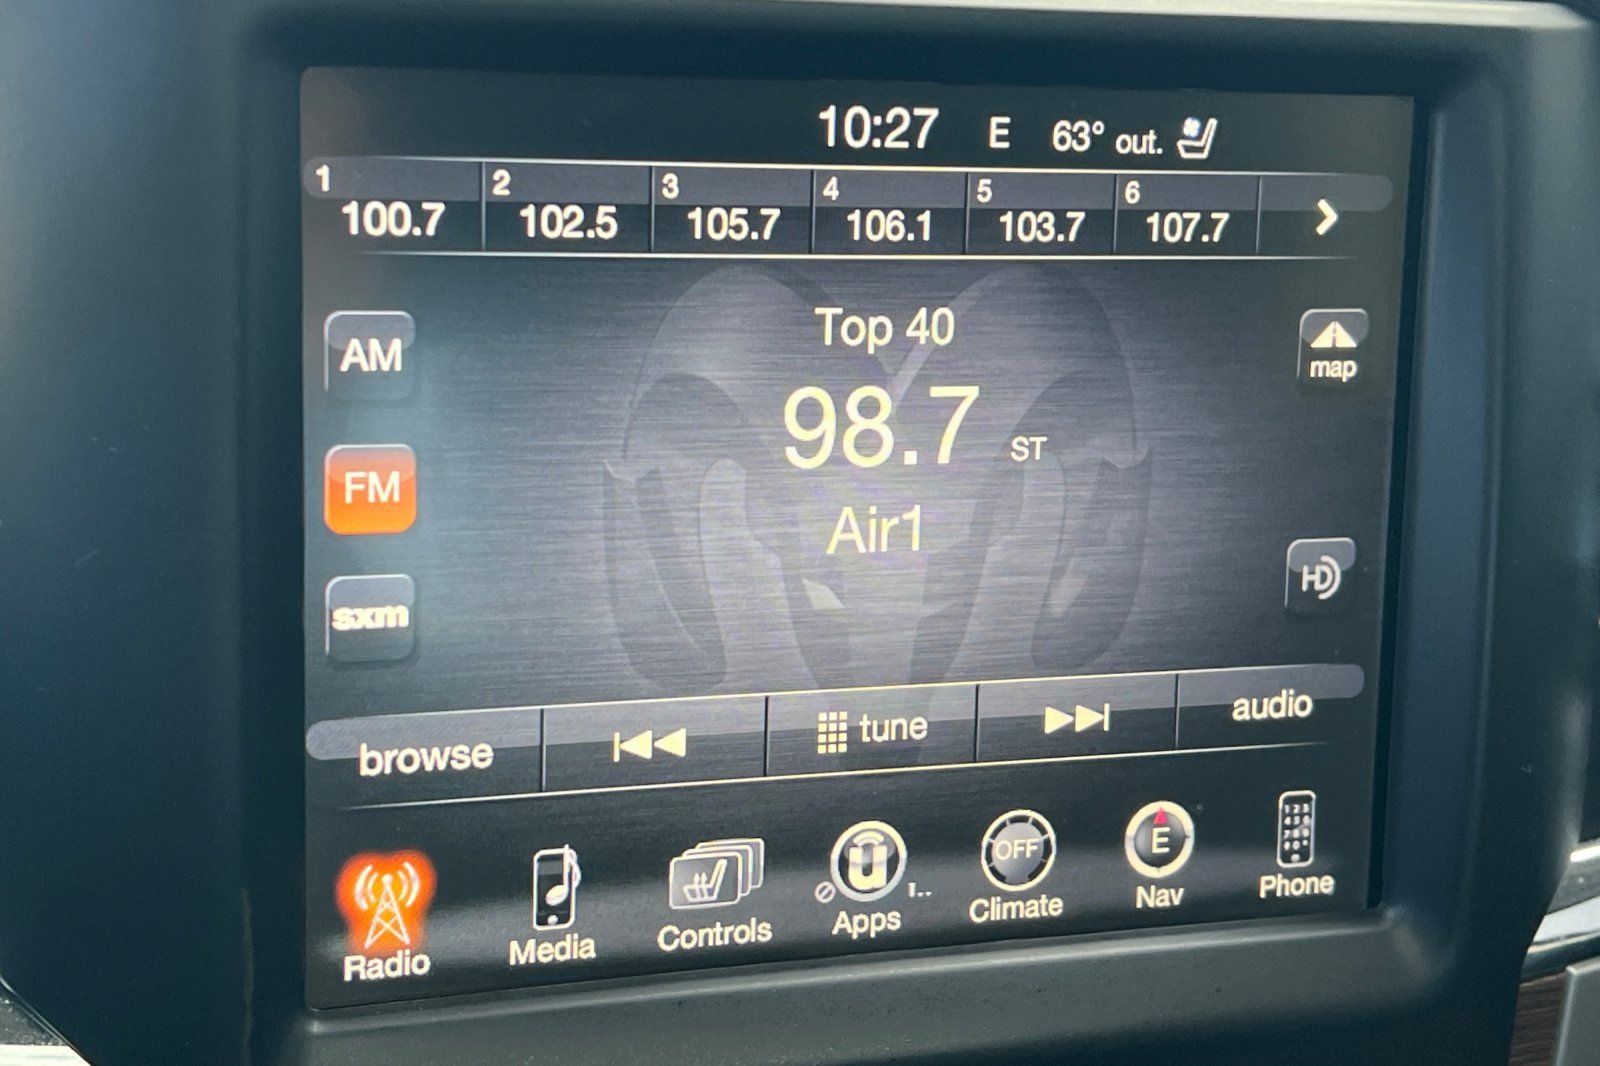 10:27 E 63° out.
1 2 3 4 5 6
100.7 102.5 105.7 106.1 103.7 107.7
Top 40
AM
map
98.7 ST
FM
Air1
HD
sxm
browse tune audio
OFF E
Radio Media Controls Apps Climate Nav Phone